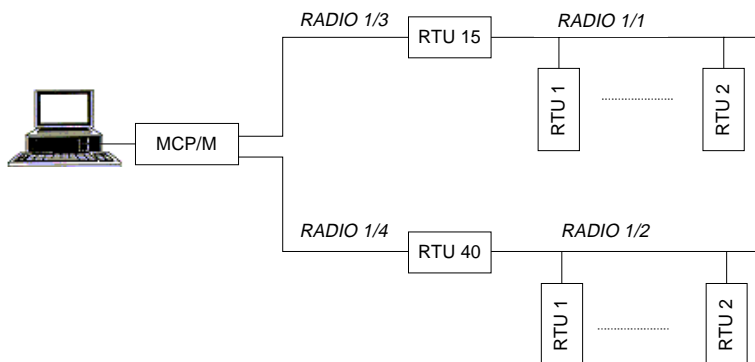 RADIO 1/3
RTU 15
RADIO 1/1
RTU 1
RTU 2
MCP/M
RADIO 1/4
RTU 40
RADIO 1/2
RTU 1
RTU 2